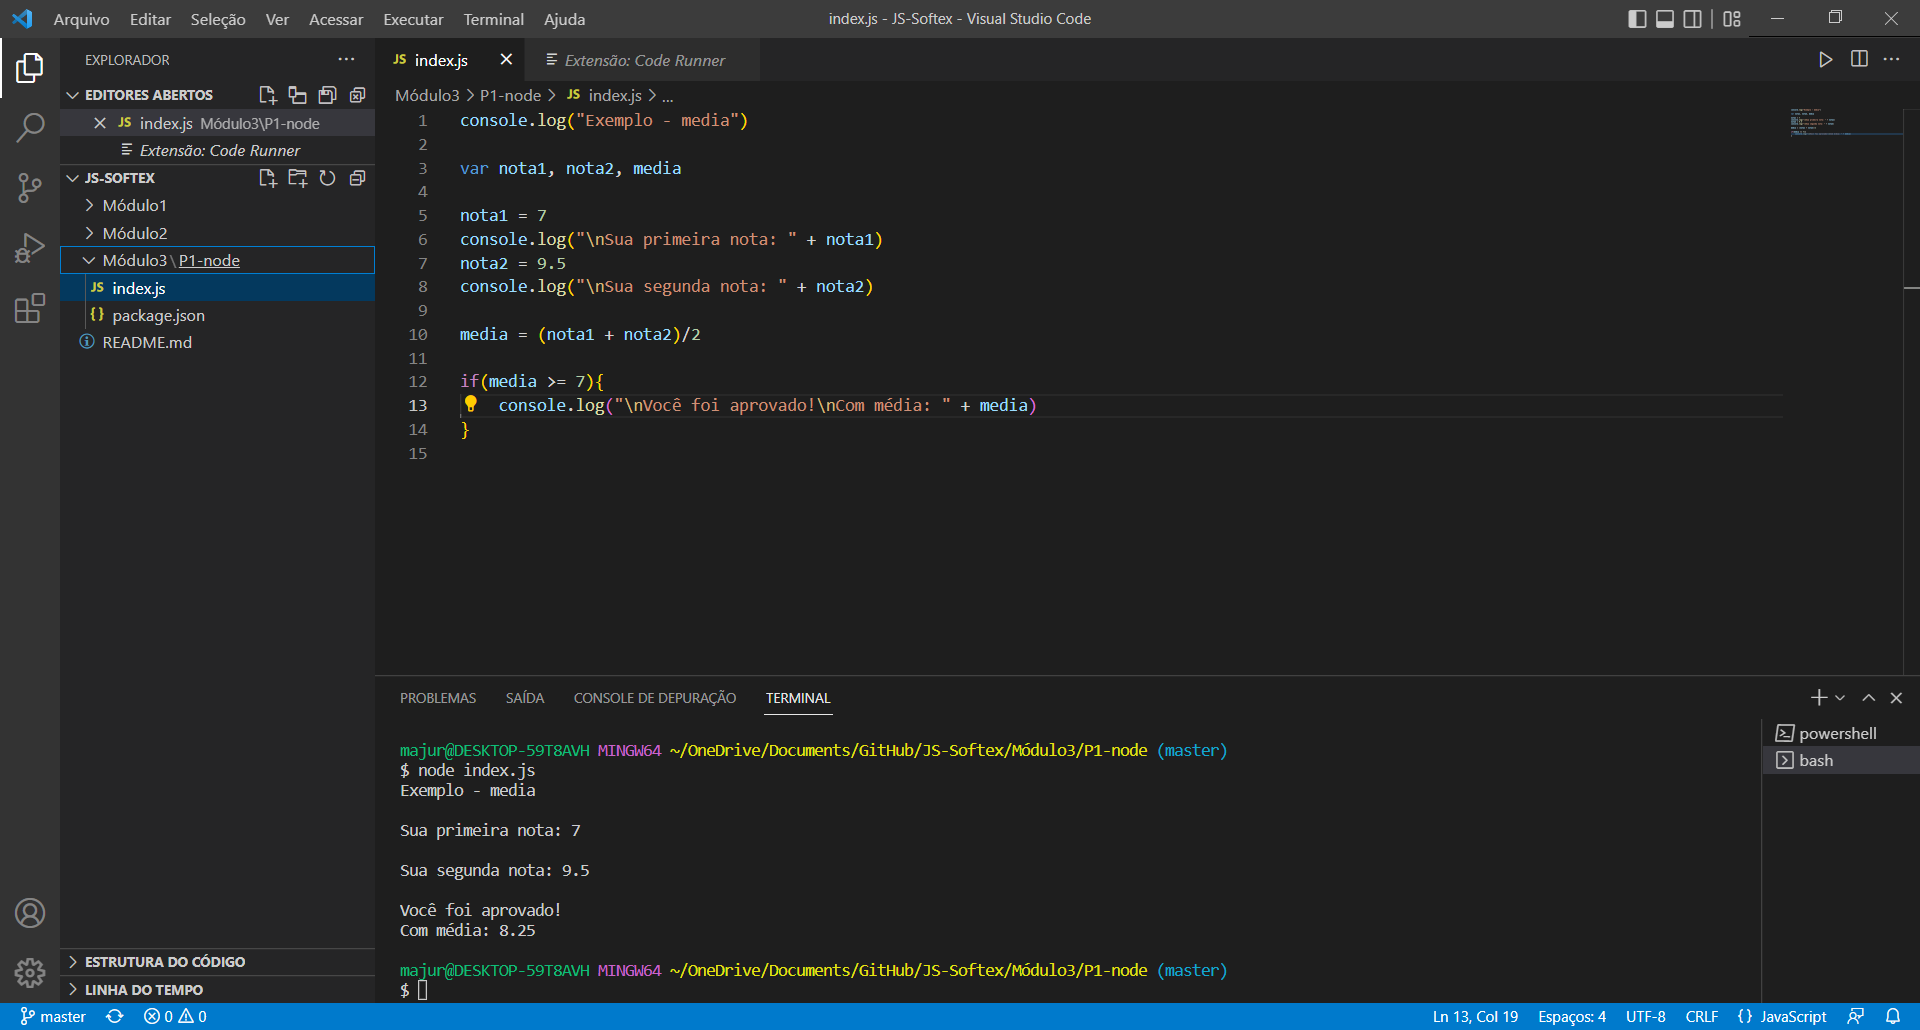 Arquivo Editar Seleção Ver Acessar Executar Terminal Ajuda
index.js - JS-Softex - Visual Studio Code
EXPLORADOR
EDITORES ABERTOS
JS index.js Módulo3\P1-node
Extensão: Code Runner
JS-SOFTEX
Módulo1
Módulo2
Módulo3\P1-node
JS index.js
{} package.json
README.md
ESTRUTURA DO CÓDIGO
LINHA DO TEMPO
JS index.js
Extensão: Code Runner
Módulo3 > P1-node > JS index.js > ...
1 console.log("Exemplo - media")
2
3 var nota1, nota2, media
4
5 nota1 = 7
6 console.log("\nSua primeira nota: " + nota1)
7 nota2 = 9.5
8 console.log("\nSua segunda nota: " + nota2)
9
10 media = (nota1 + nota2)/2
11
12 if(media >= 7){
13 console.log("\nVocê foi aprovado!\nCom média: " + media)
14 }
15
PROBLEMAS SAÍDA CONSOLE DE DEPURAÇÃO TERMINAL
majur@DESKTOP-59T8AVH MINGW64 ~/OneDrive/Documents/GitHub/JS-Softex/Módulo3/P1-node (master)
$ node index.js
Exemplo - media
Sua primeira nota: 7
Sua segunda nota: 9.5
Você foi aprovado!
Com média: 8.25
majur@DESKTOP-59T8AVH MINGW64 ~/OneDrive/Documents/GitHub/JS-Softex/Módulo3/P1-node (master)
$
powershell
bash
master 0 0
Ln 13, Col 19 Espaços: 4 UTF-8 CRLF {} JavaScript